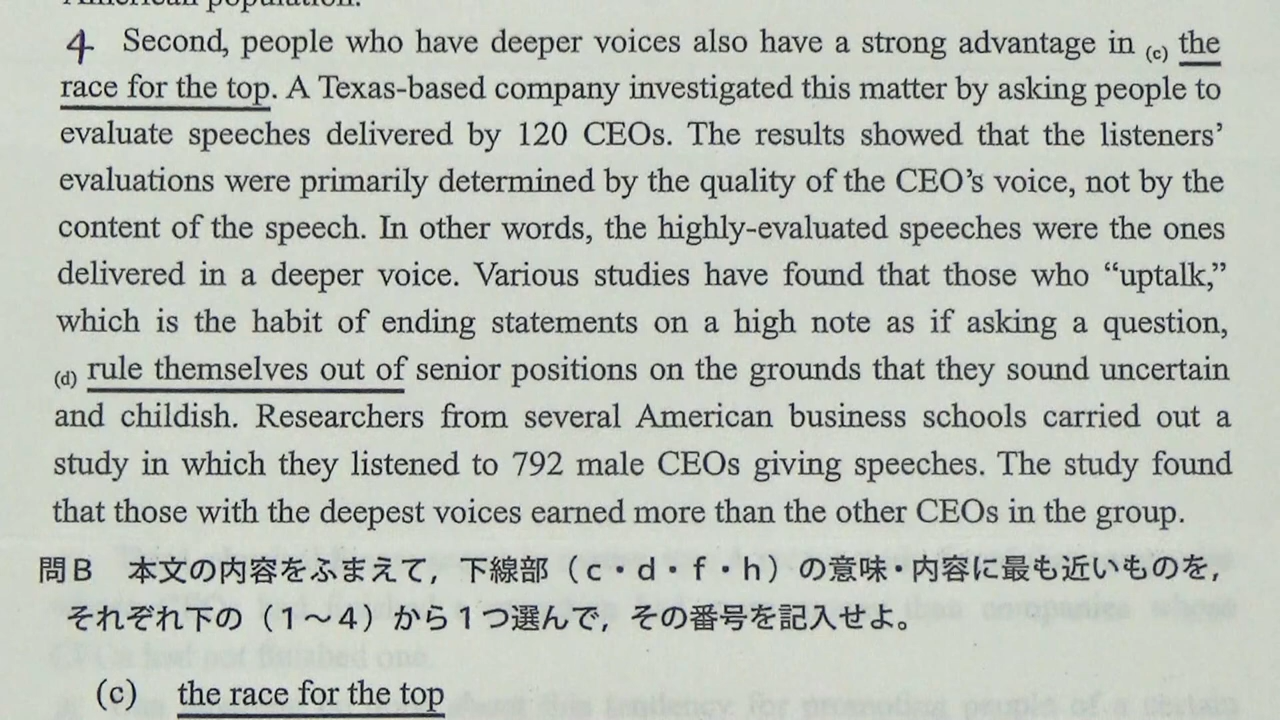 American population.
4 Second, people who have deeper voices also have a strong advantage in (c) the
race for the top. A Texas-based company investigated this matter by asking people to
evaluate speeches delivered by 120 CEOs. The results showed that the listeners’
evaluations were primarily determined by the quality of the CEO’s voice, not by the
content of the speech. In other words, the highly-evaluated speeches were the ones
delivered in a deeper voice. Various studies have found that those who “uptalk,”
which is the habit of ending statements on a high note as if asking a question,
(d) rule themselves out of senior positions on the grounds that they sound uncertain
and childish. Researchers from several American business schools carried out a
study in which they listened to 792 male CEOs giving speeches. The study found
that those with the deepest voices earned more than the other CEOs in the group.
問B 本文の内容をふまえて,下線部(c・d・f・h)の意味・内容に最も近いものを,
それぞれ下の(1〜4)から1つ選んで,その番号を記入せよ。
(c) the race for the top